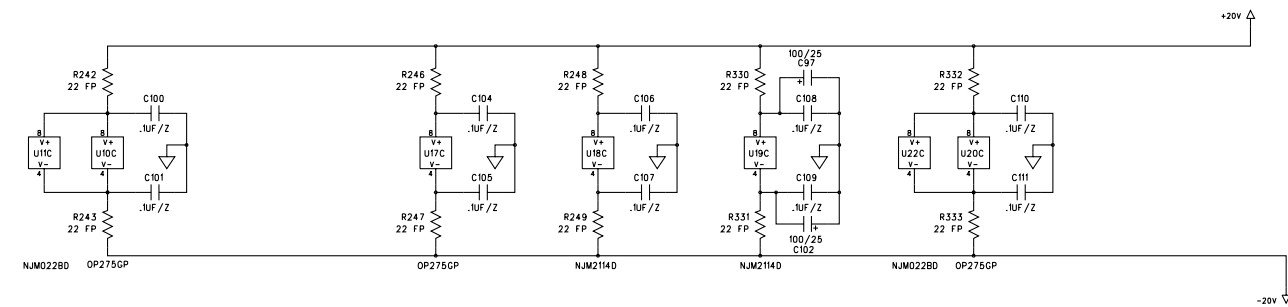 +20V
100/25
C97
R242
22 FP
C100
.1UF/Z
R246
22 FP
C104
.1UF/Z
R248
22 FP
C106
.1UF/Z
R330
22 FP
+
C108
.1UF/Z
R332
22 FP
C110
.1UF/Z
8
V+
U11C
V-
4
8
V+
U10C
V-
4
8
V+
U17C
V-
4
8
V+
U18C
V-
4
8
V+
U19C
V-
4
8
V+
U22C
V-
4
8
V+
U20C
V-
4
C101
.1UF/Z
R243
22 FP
C105
.1UF/Z
R247
22 FP
C107
.1UF/Z
R249
22 FP
C109
.1UF/Z
R331
22 FP
+
100/25
C102
C111
.1UF/Z
R333
22 FP
NJM022BD OP275GP OP275GP NJM2114D NJM2114D NJM022BD OP275GP
-20V